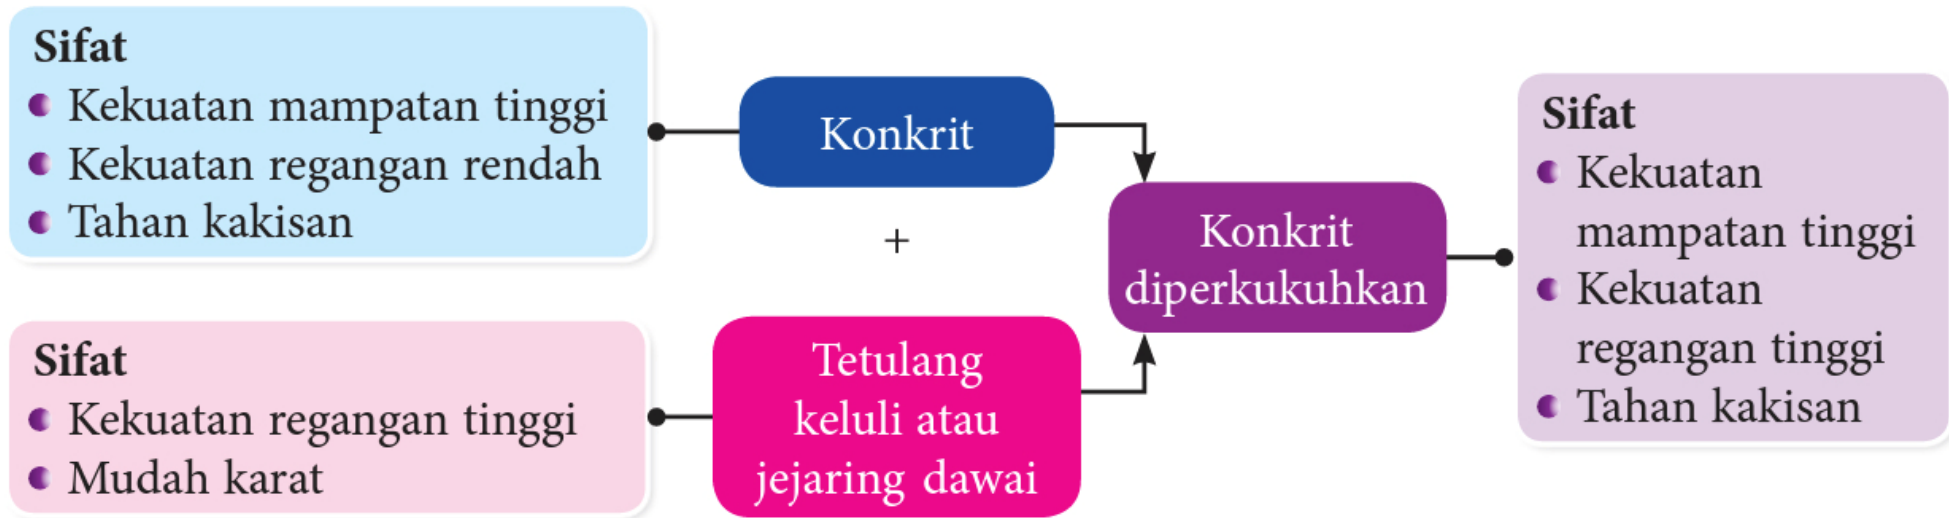 Sifat
Kekuatan mampatan tinggi
Kekuatan regangan rendah
Tahan kakisan
Konkrit
+
Sifat
Kekuatan regangan tinggi
Mudah karat
Tetulang
keluli atau
jejaring dawai
Konkrit
diperkukuhkan
Sifat
Kekuatan
mampatan tinggi
Kekuatan
regangan tinggi
Tahan kakisan